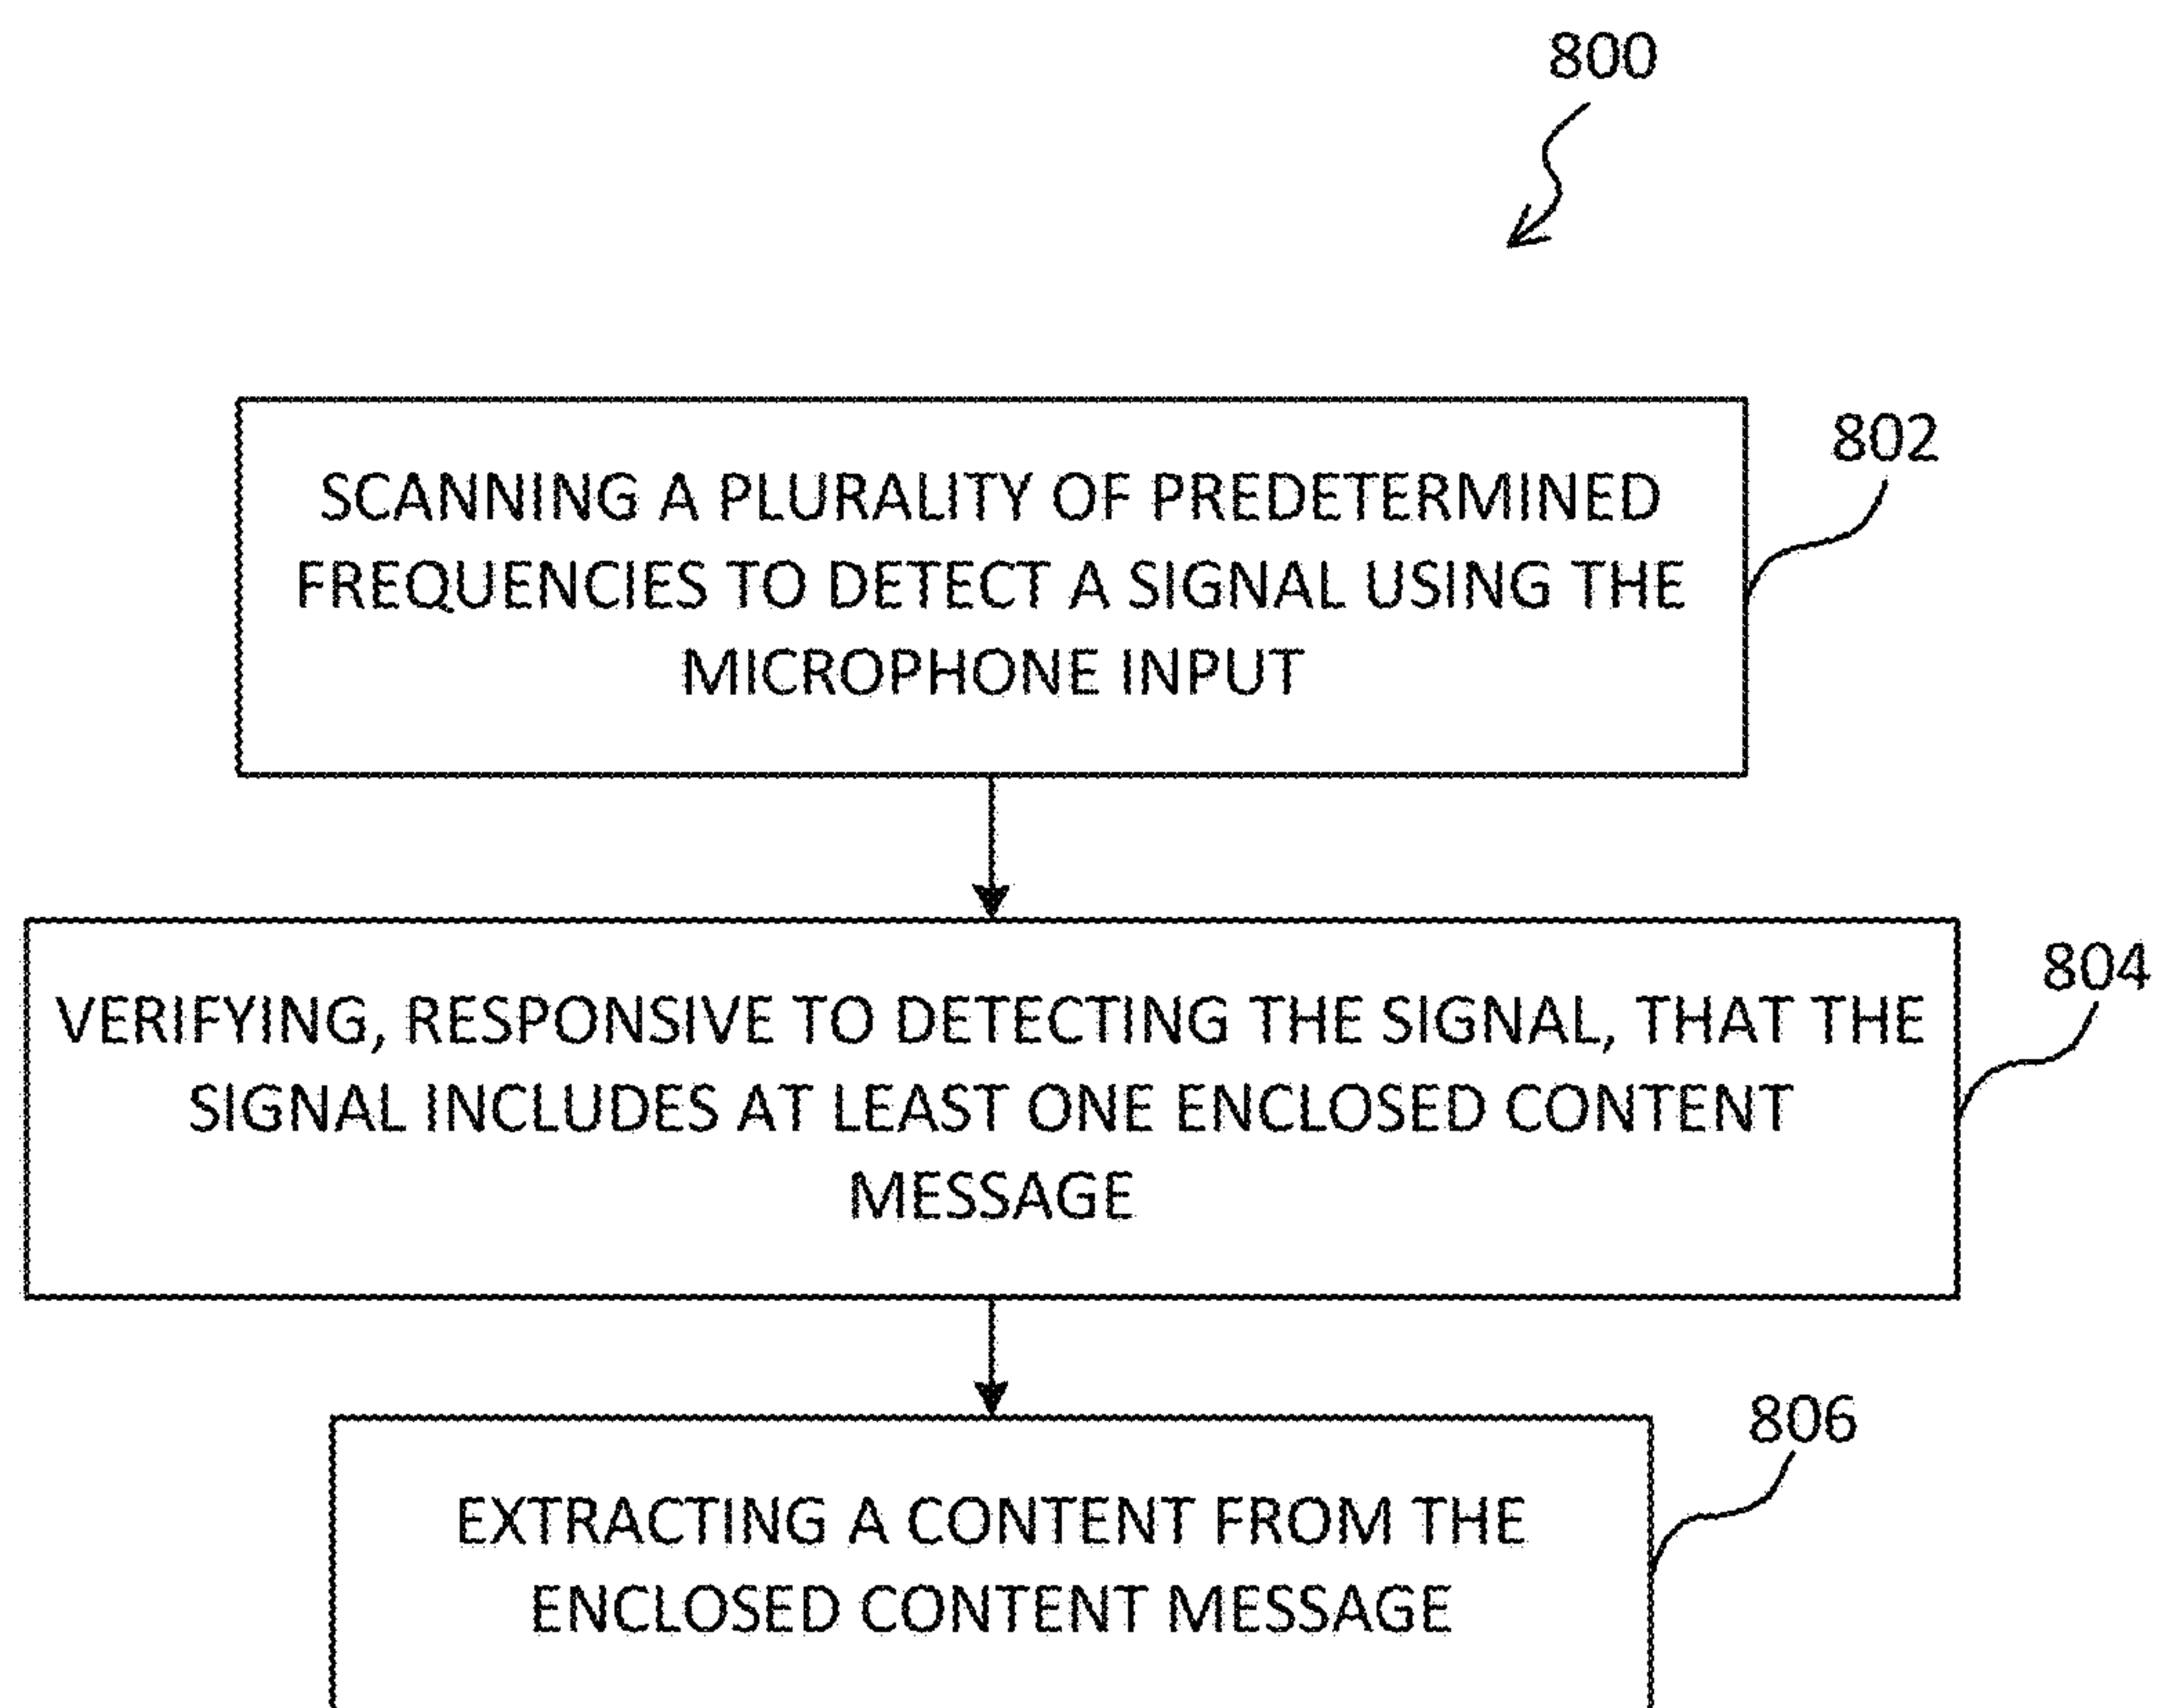 800
802
SCANNING A PLURALITY OF PREDETERMINED
FREQUENCIES TO DETECT A SIGNAL USING THE
MICROPHONE INPUT
804
VERIFYING, RESPONSIVE TO DETECTING THE SIGNAL, THAT THE
SIGNAL INCLUDES AT LEAST ONE ENCLOSED CONTENT
MESSAGE
806
EXTRACTING A CONTENT FROM THE
ENCLOSED CONTENT MESSAGE